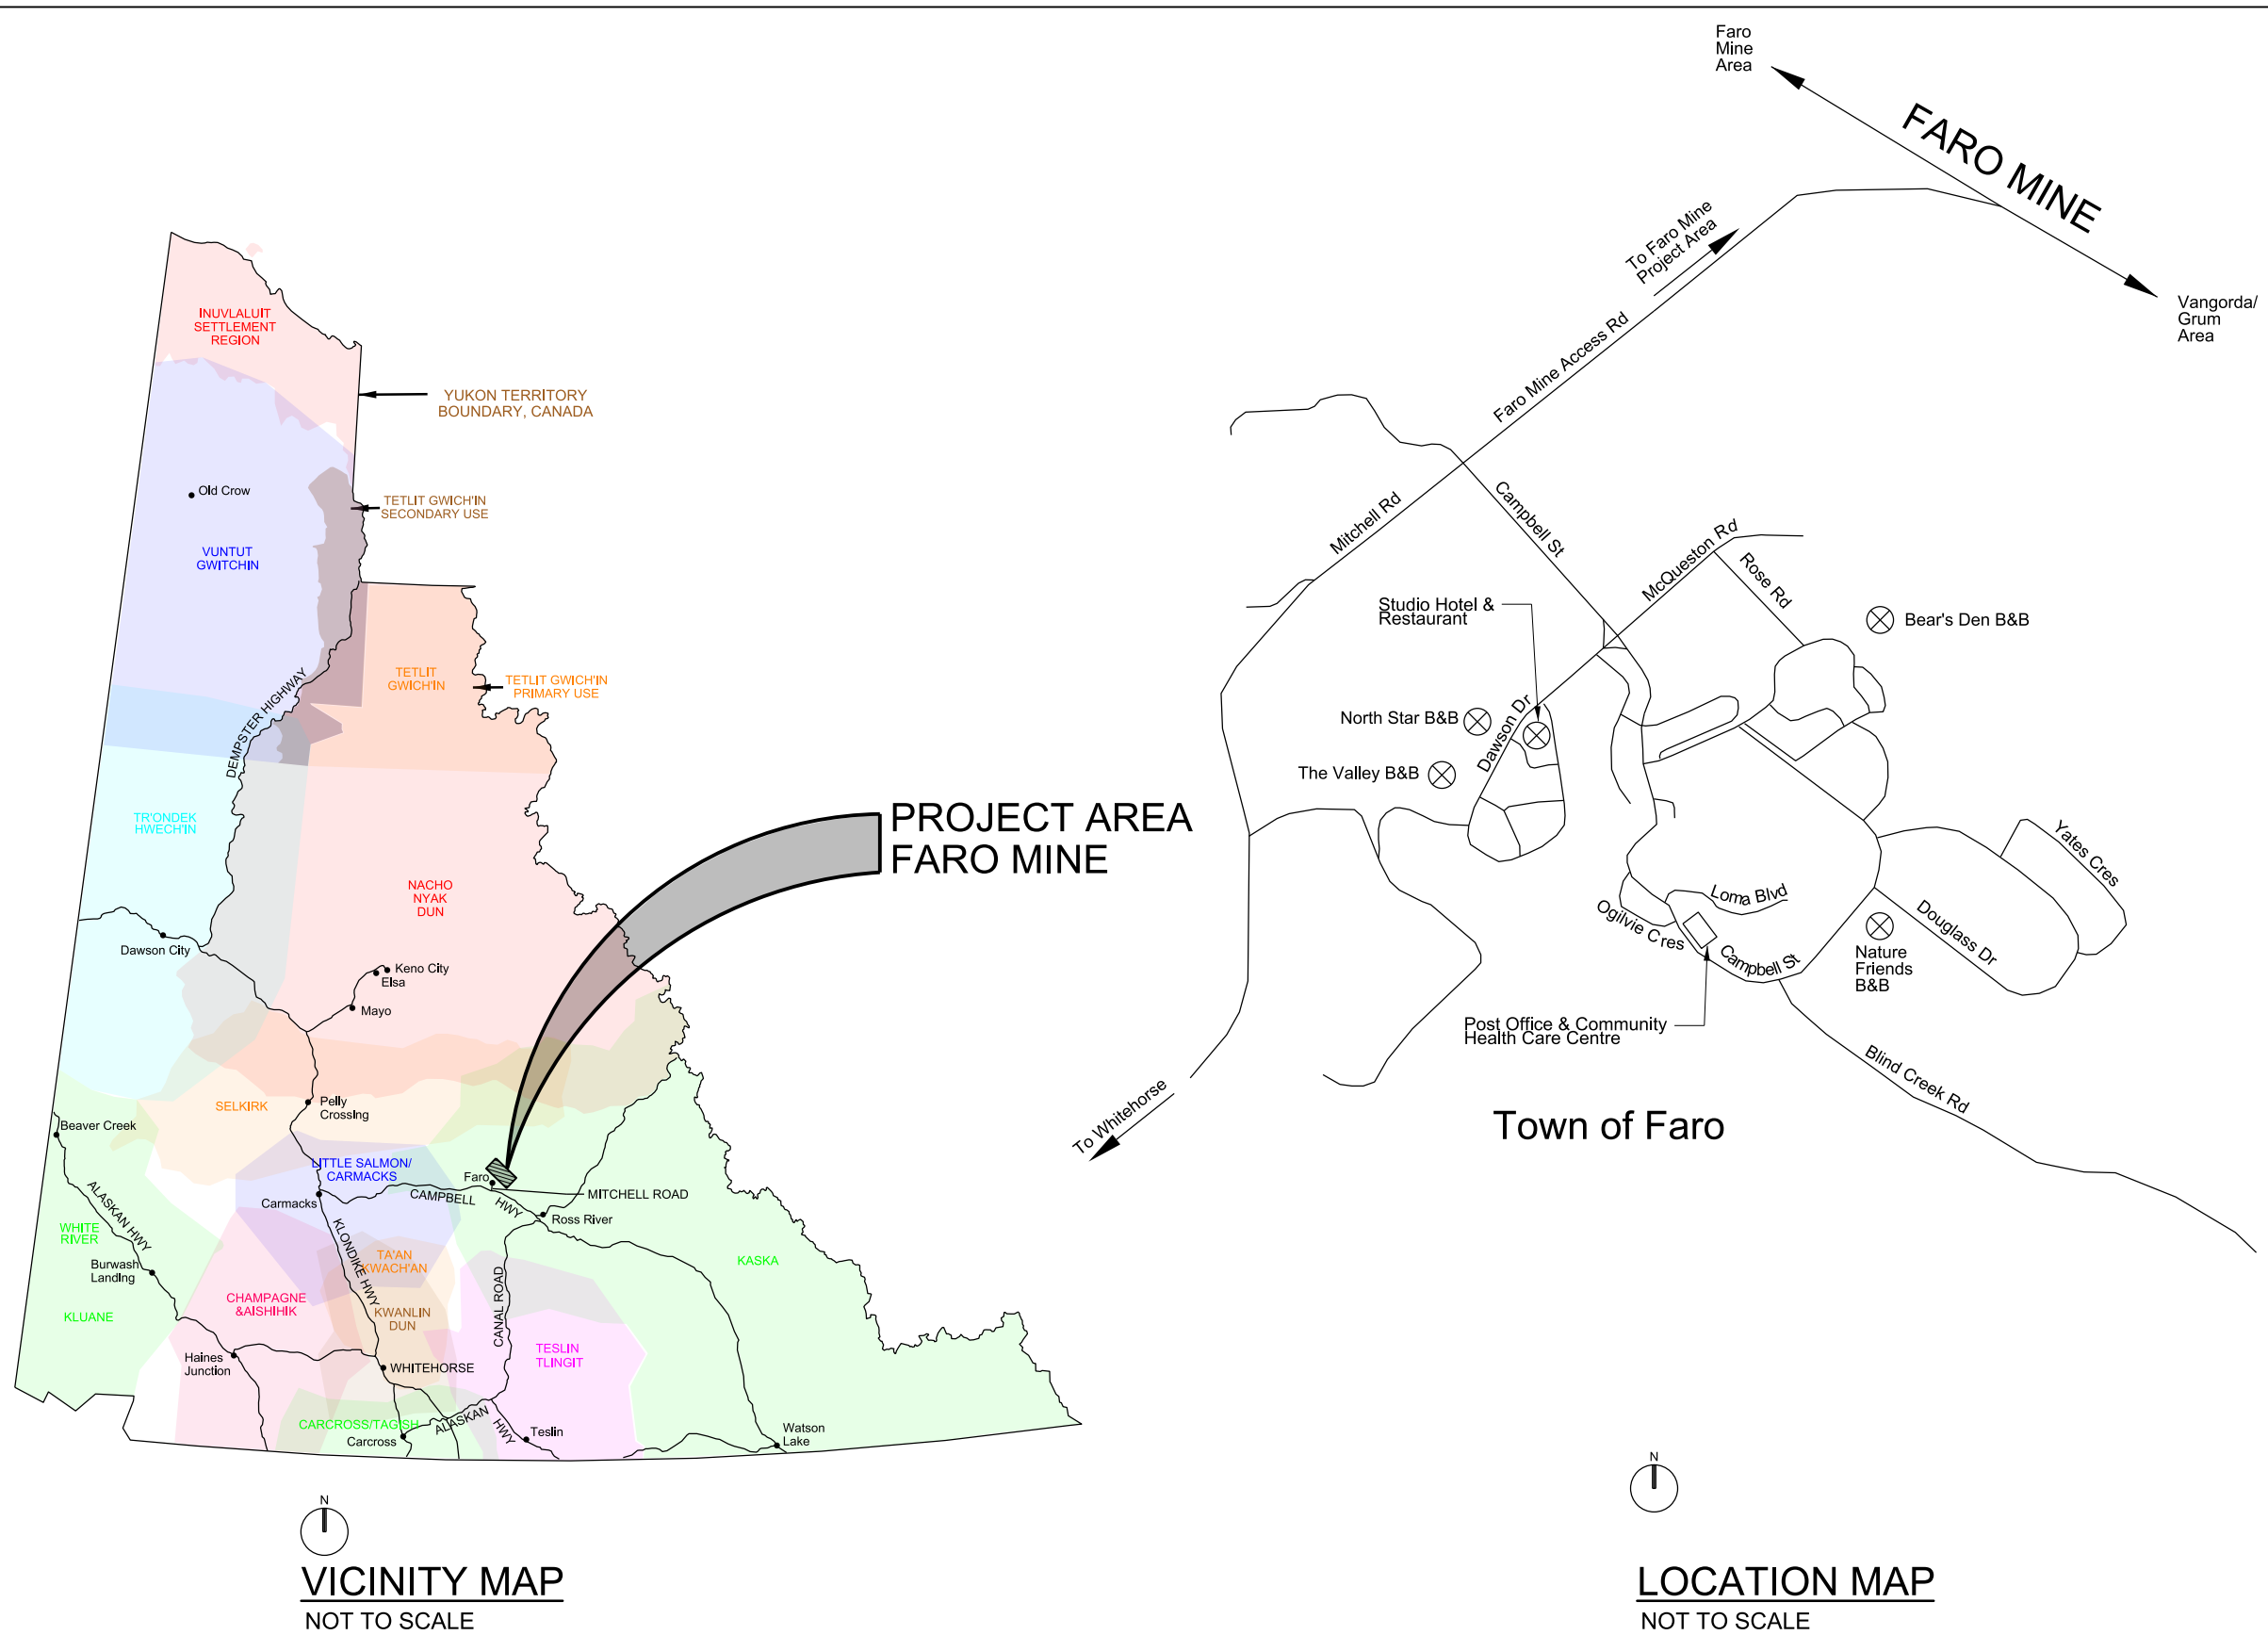 INUVLALUIT
SETTLEMENT
REGION
YUKON TERRITORY
BOUNDARY, CANADA
Old Crow
TETLIT GWICH'IN
SECONDARY USE
VUNTUT
GWITCHIN
TETLIT
GWICH'IN
TETLIT GWICH'IN
PRIMARY USE
DEMPSTER HIGHWAY
TR'ONDEK
HWECH'IN
PROJECT AREA
FARO MINE
NACHO
NYAK
DUN
Dawson City
Keno City
Elsa
Mayo
SELKIRK
Pelly
Crossing
Beaver Creek
LITTLE SALMON/
CARMACKS
Faro
MITCHELL ROAD
Carmacks
CAMPBELL
HWY
Ross River
ALASKAN HWY
WHITE
RIVER
KLONDIKE HWY
TA'AN
KWACH'AN
KASKA
Burwash
Landing
CHAMPAGNE
&AISHIHIK
KWANLIN
DUN
CANAL ROAD
KLUANE
Haines
Junction
WHITEHORSE
TESLIN
TLINGIT
CARCROSS/TAGISH
Carcross
ALASKAN
HWY
Teslin
Watson
Lake
N
VICINITY MAP
NOT TO SCALE
Faro
Mine
Area
FARO MINE
To Faro Mine
Project Area
Vangorda/
Grum
Area
Faro Mine Access Rd
Mitchell Rd
Campbell St
McQueston Rd
Rose Rd
Studio Hotel &
Restaurant
Bear's Den B&B
North Star B&B
Dawson Dr
The Valley B&B
Yates Cres
Loma Blvd
Ogilvie Cres
Douglass Dr
Campbell St
Nature
Friends
B&B
Post Office & Community
Health Care Centre
Blind Creek Rd
To Whitehorse
Town of Faro
N
LOCATION MAP
NOT TO SCALE